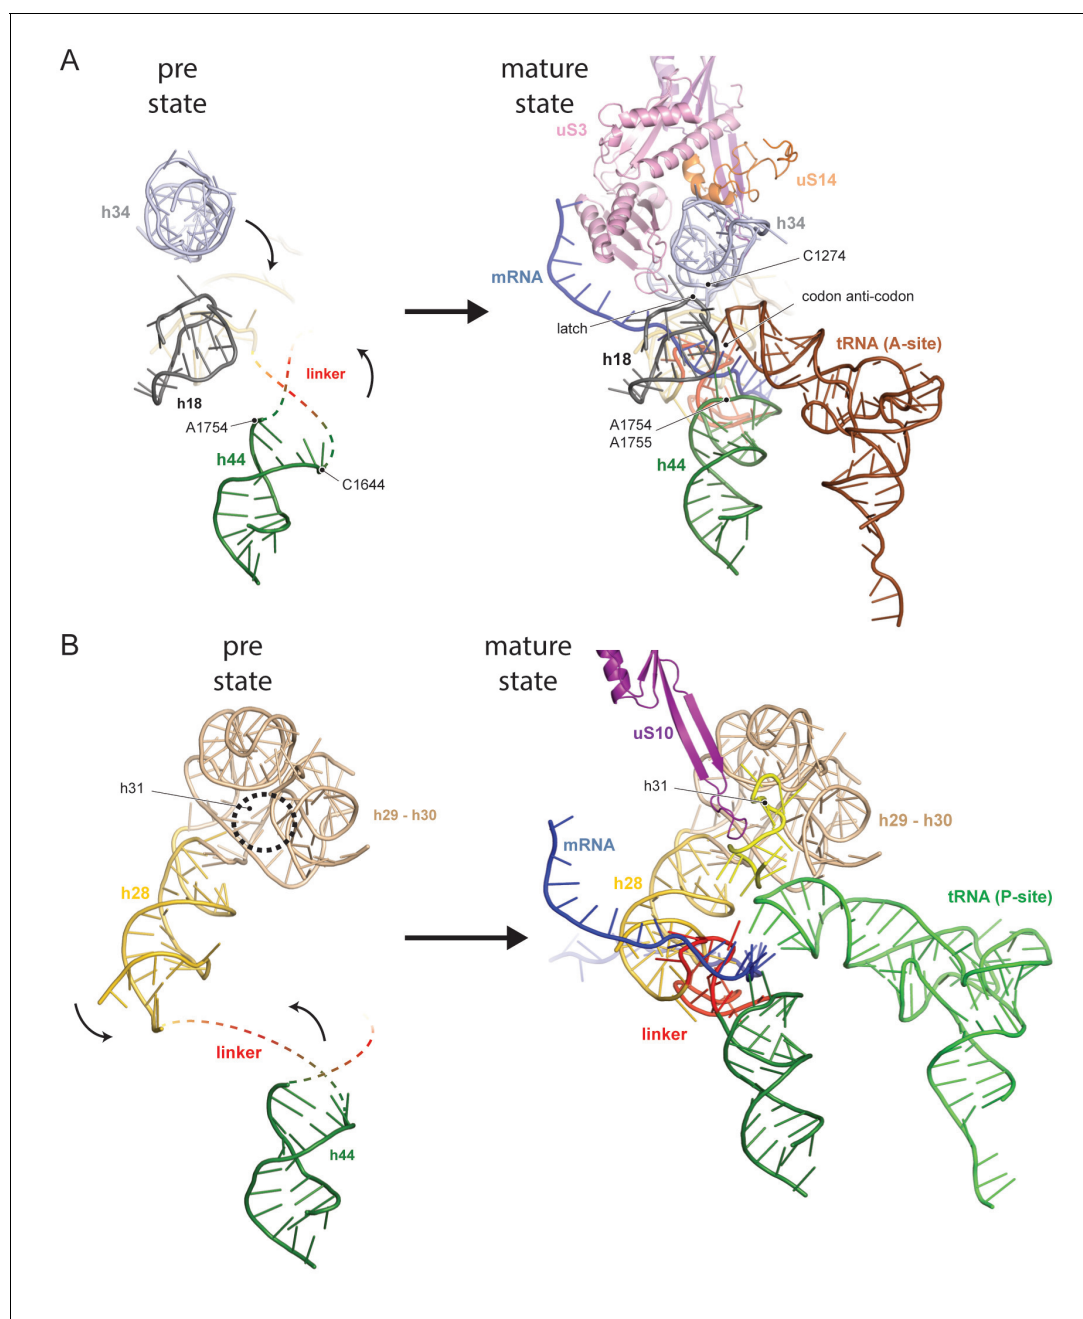 A
pre
state
mature
state
uS3
uS14
h34
h34
C1274
mRNA
codon anti-codon
latch
tRNA (A-site)
linker
h18
h18
A1754
A1754
A1755
h44
h44
C1644
B
pre
state
mature
state
uS10
h31
h31
h29 - h30
h29 - h30
mRNA
h28
h28
tRNA (P-site)
linker
linker
h44